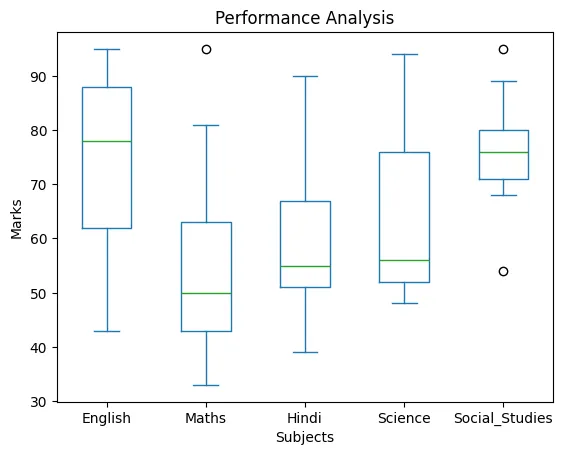 Performance Analysis
90
80
70
60
50
40
30
Marks
English Maths Hindi Science Social_Studies
Subjects